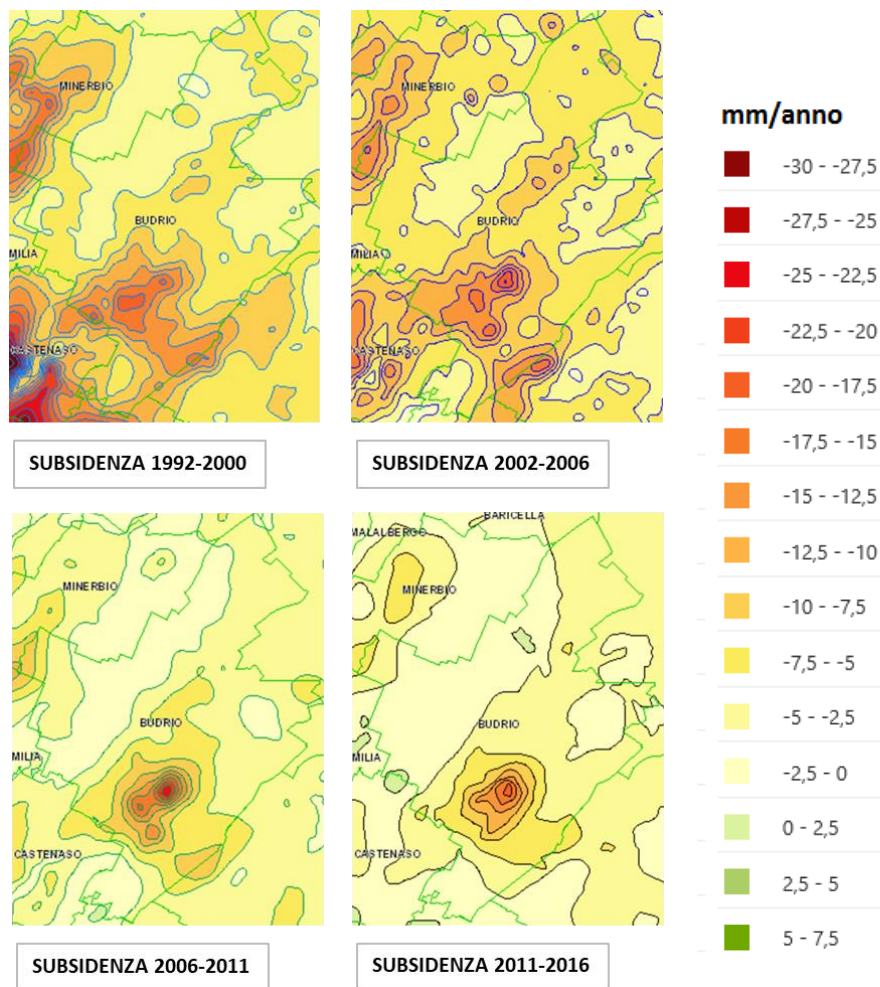 MINERBIO
BUDRIO
MILIA
CASTENASO
SUBSIDENZA 1992-2000
MINERBIO
BUDRIO
MILIA
CASTENASO
SUBSIDENZA 2002-2006
MINERBIO
BUDRIO
MILIA
CASTENASO
SUBSIDENZA 2006-2011
BARICELLA
MALALBERGO
MINERBIO
BUDRIO
MILIA
CASTENASO
SUBSIDENZA 2011-2016
mm/anno
-30 - -27,5
-27,5 - -25
-25 - -22,5
-22,5 - -20
-20 - -17,5
-17,5 - -15
-15 - -12,5
-12,5 - -10
-10 - -7,5
-7,5 - -5
-5 - -2,5
-2,5 - 0
0 - 2,5
2,5 - 5
5 - 7,5